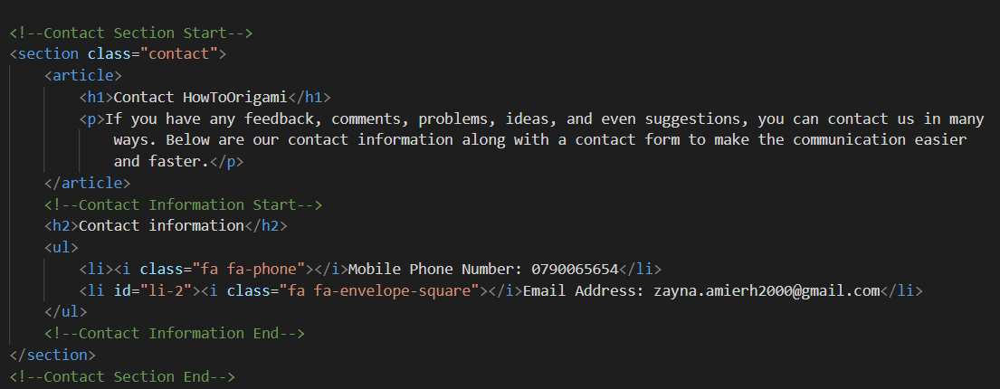 <!--Contact Section Start-->
<section class="contact">
    <article>
        <h1>Contact HowToOrigami</h1>
        <p>If you have any feedback, comments, problems, ideas, and even suggestions, you can contact us in many
            ways. Below are our contact information along with a contact form to make the communication easier
            and faster.</p>
    </article>
    <!--Contact Information Start-->
    <h2>Contact information</h2>
    <ul>
        <li><i class="fa fa-phone"></i>Mobile Phone Number: 0790065654</li>
        <li id="li-2"><i class="fa fa-envelope-square"></i>Email Address: zayna.amierh2000@gmail.com</li>
    </ul>
    <!--Contact Information End-->
</section>
<!--Contact Section End-->